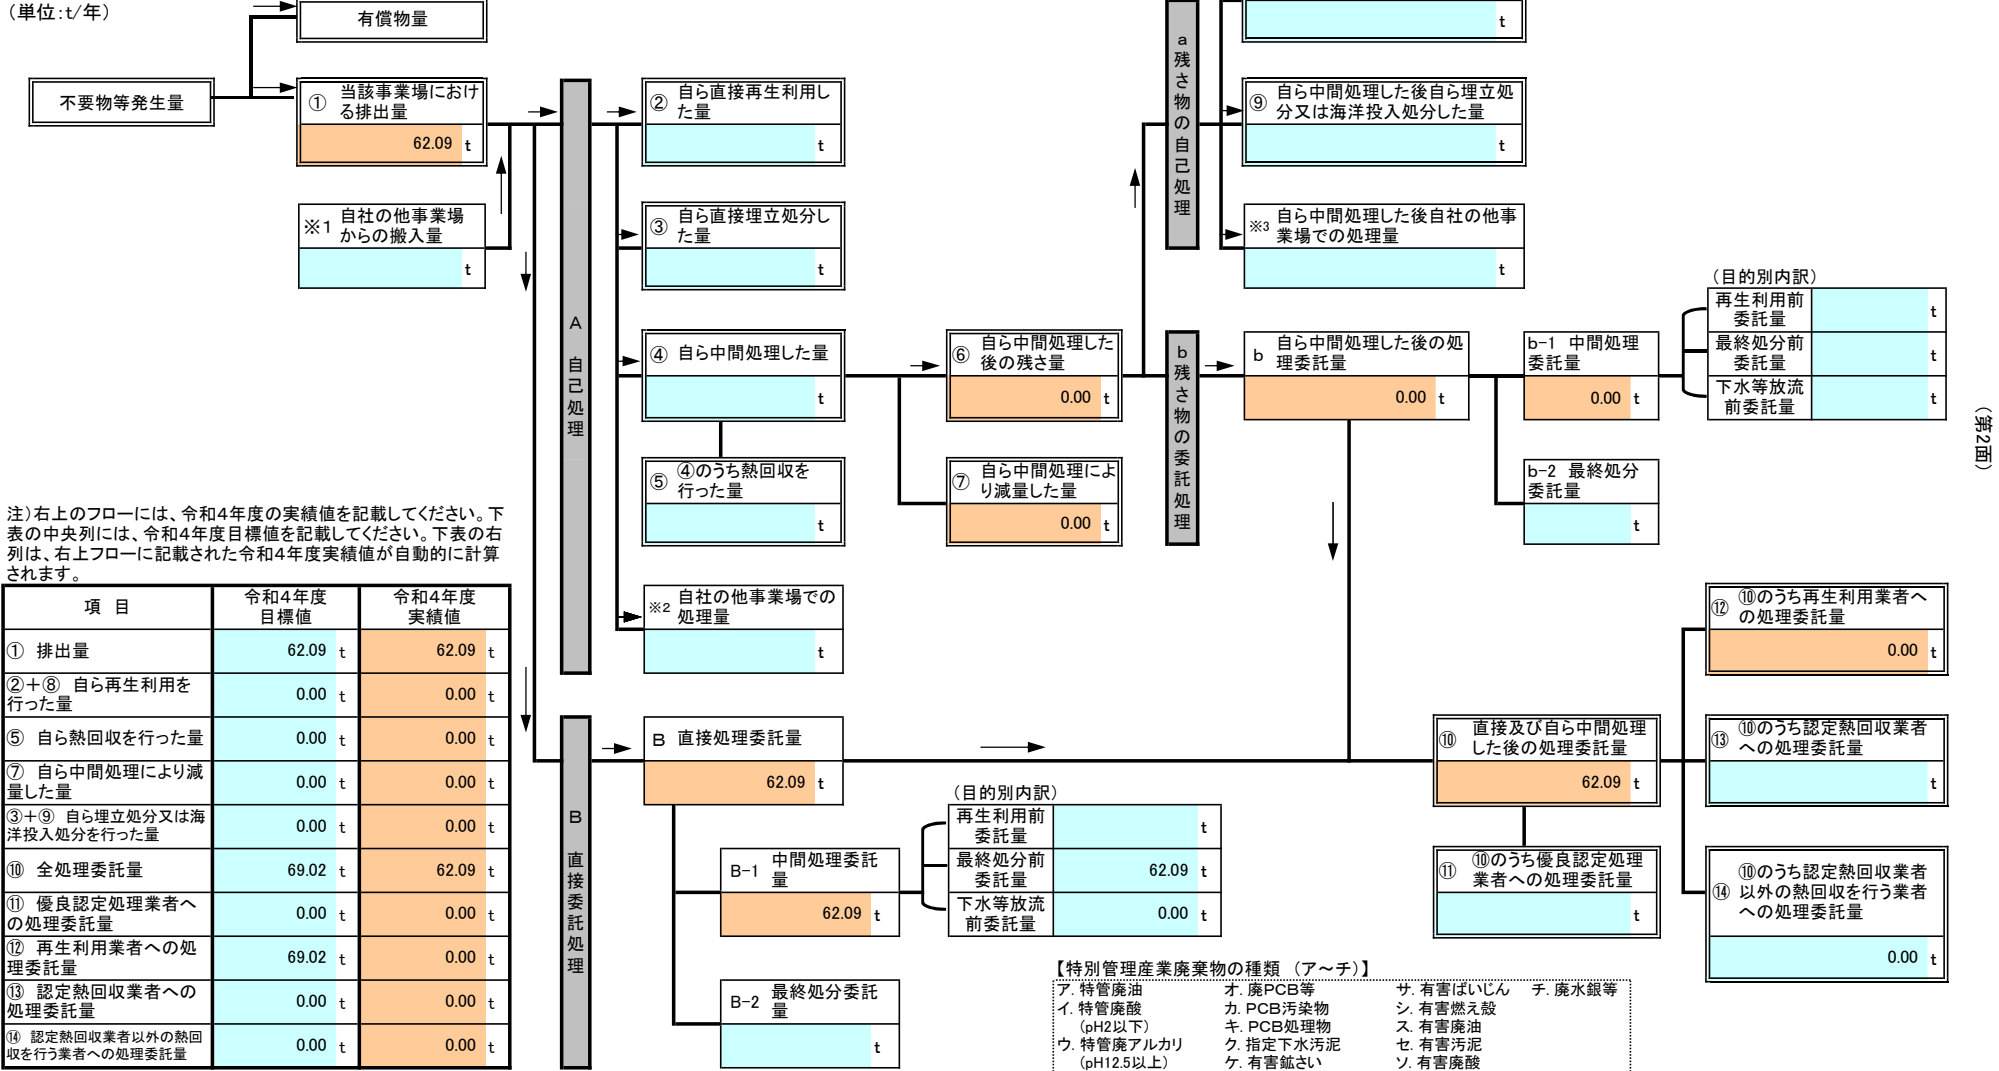 （単位：t/年）
有償物量
不要物等発生量
① 当該事業場におけ
る排出量
62.09 t
※1 自社の他事業場
からの搬入量
t
A 自己処理
② 自ら直接再生利用し
た量
t
③ 自ら直接埋立処分し
た量
t
④ 自ら中間処理した量
t
⑤ ④のうち熱回収を
行った量
t
※2 自社の他事業場での
処理量
t
⑥ 自ら中間処理した
後の残さ量
0.00 t
⑦ 自ら中間処理によ
り減量した量
0.00 t
a 残さ物の自己処理
t
⑨ 自ら中間処理した後自ら埋立処
分又は海洋投入処分した量
t
※3 自ら中間処理した後自社の他事
業場での処理量
t
b 残さ物の委託処理
b 自ら中間処理した後の処
理委託量
0.00 t
b-1 中間処理
委託量
0.00 t
b-2 最終処分
委託量
t
（目的別内訳）
再生利用前
委託量
t
最終処分前
委託量
t
下水等放流
前委託量
t
（第2面）
注）右上のフローには、令和４年度の実績値を記載してください。下
表の中央列には、令和４年度目標値を記載してください。下表の右
列は、右上フローに記載された令和４年度実績値が自動的に計算
されます。
項 目 令和４年度 目標値 令和４年度 実績値
① 排出量 62.09 t 62.09 t
②＋⑧ 自ら再生利用を
行った量 0.00 t 0.00 t
⑤ 自ら熱回収を行った量 0.00 t 0.00 t
⑦ 自ら中間処理により減
量した量 0.00 t 0.00 t
③＋⑨ 自ら埋立処分又は海
洋投入処分を行った量 0.00 t 0.00 t
⑩ 全処理委託量 69.02 t 62.09 t
⑪ 優良認定処理業者へ
の処理委託量 0.00 t 0.00 t
⑫ 再生利用業者への処
理委託量 69.02 t 0.00 t
⑬ 認定熱回収業者への
処理委託量 0.00 t 0.00 t
⑭ 認定熱回収業者以外の熱回
収を行う業者への処理委託量 0.00 t 0.00 t
B 直接委託処理
B 直接処理委託量
62.09 t
B-1 中間処理委託
量
62.09 t
B-2 最終処分委託
量
t
（目的別内訳）
再生利用前
委託量
t
最終処分前
委託量
62.09 t
下水等放流
前委託量
0.00 t
⑩ 直接及び自ら中間処理
した後の処理委託量
62.09 t
⑪ ⑩のうち優良認定処理
業者への処理委託量
t
⑫ ⑩のうち再生利用業者へ
の処理委託量
0.00 t
⑬ ⑩のうち認定熱回収業者
への処理委託量
t
⑭ ⑩のうち認定熱回収業者
以外の熱回収を行う業者
への処理委託量
0.00 t
【特別管理産業廃棄物の種類 （ア～チ）】
ア．特管廃油 オ．廃PCB等 サ．有害ばいじん チ．廃水銀等
イ．特管廃酸 カ．PCB汚染物 シ．有害燃え殻
（pH2以下） キ．PCB処理物 ス．有害廃油
ウ．特管廃アルカリ ク．指定下水汚泥 セ．有害汚泥
（pH12.5以上） ケ．有害鉱さい ソ．有害廃酸